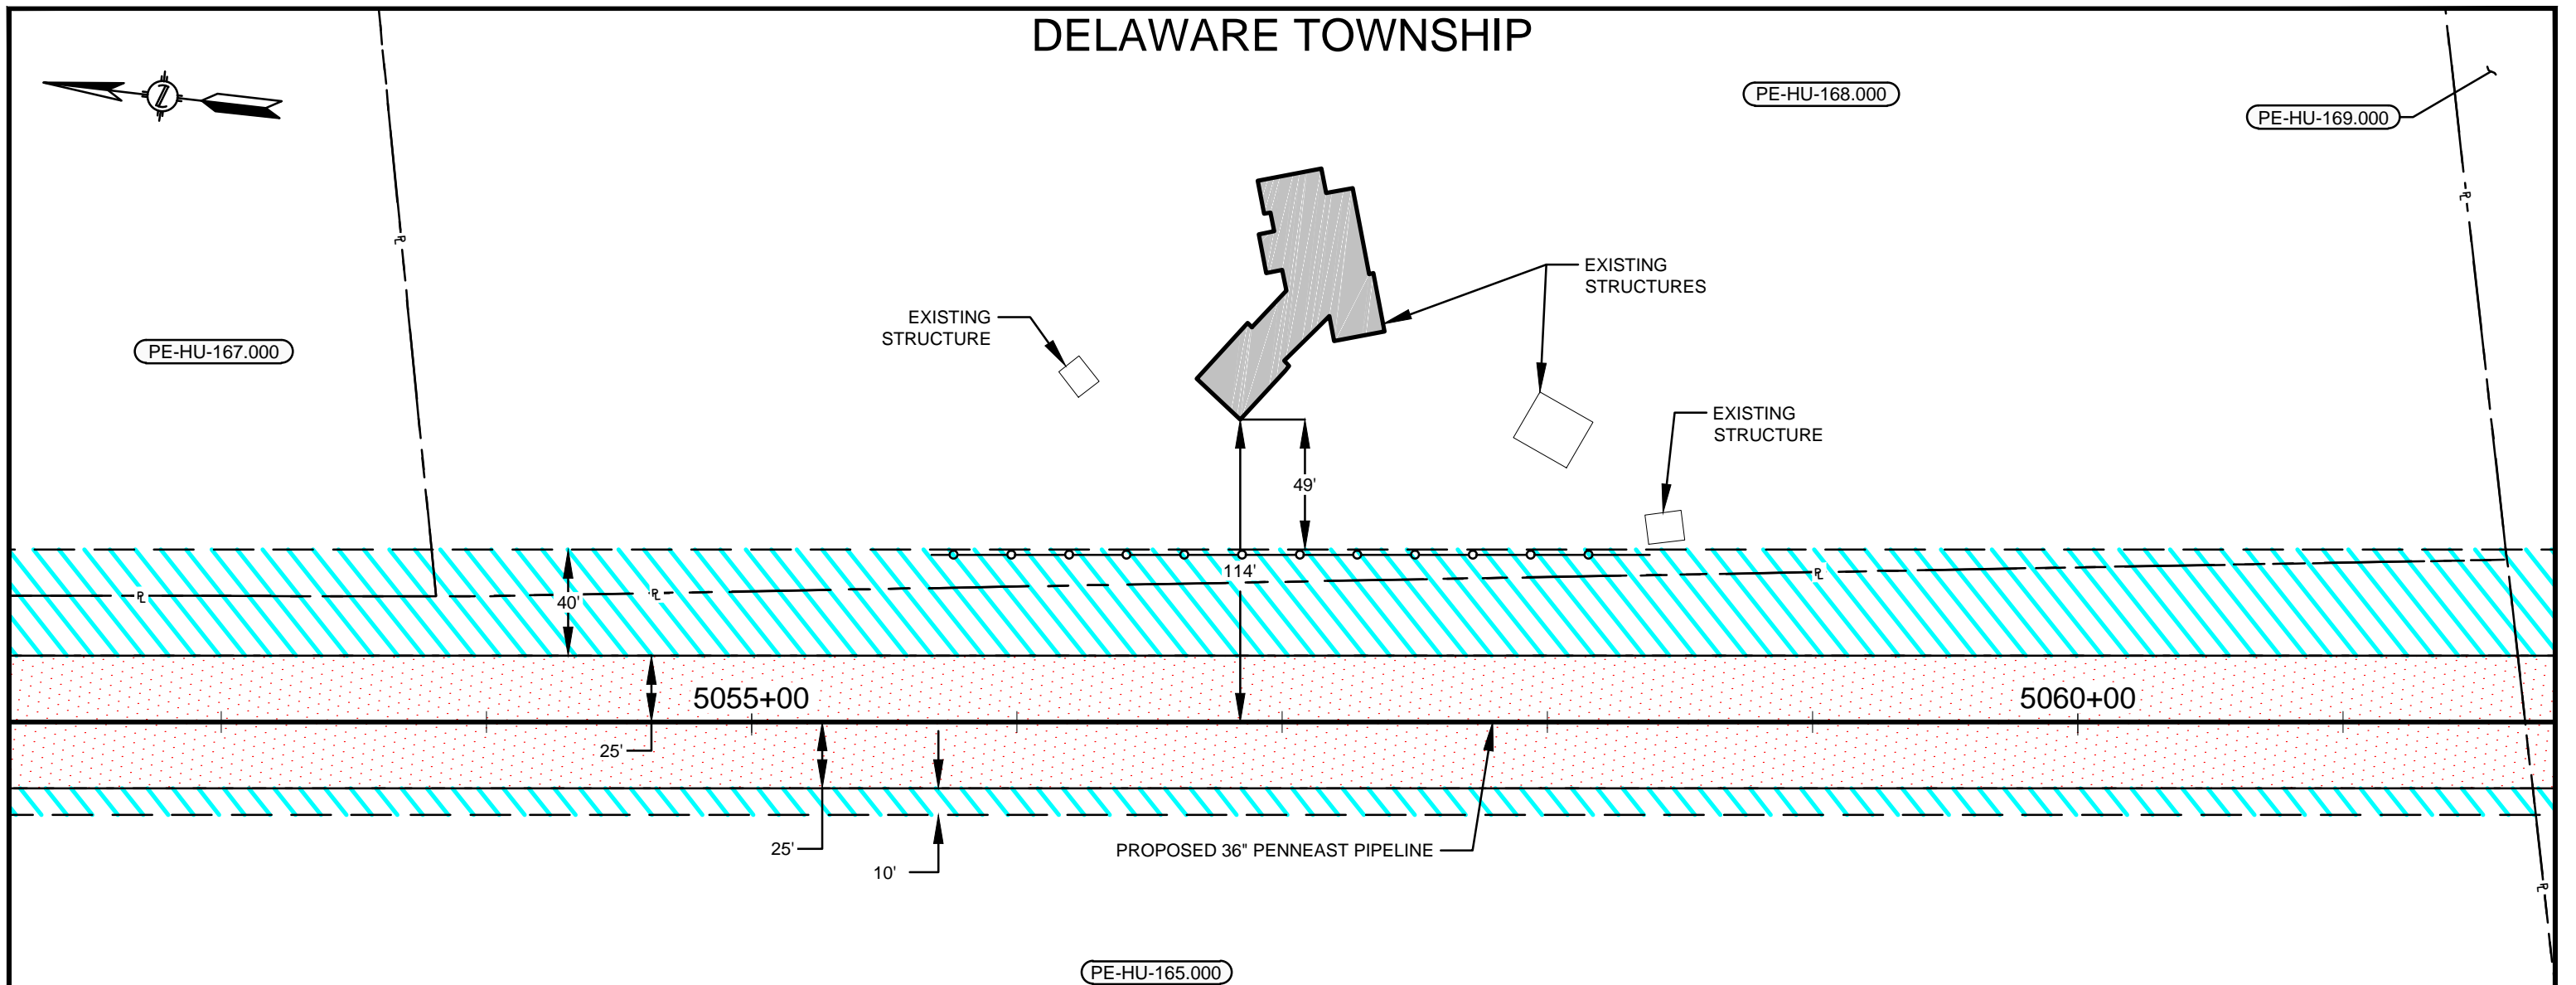 DELAWARE TOWNSHIP
PE-HU-168.000
PE-HU-169.000
EXISTING
STRUCTURES
EXISTING
STRUCTURE
PE-HU-167.000
EXISTING
STRUCTURE
49'
114'
40'
5055+00
5060+00
25'
25'
10'
PROPOSED 36" PENNEAST PIPELINE
PE-HU-165.000